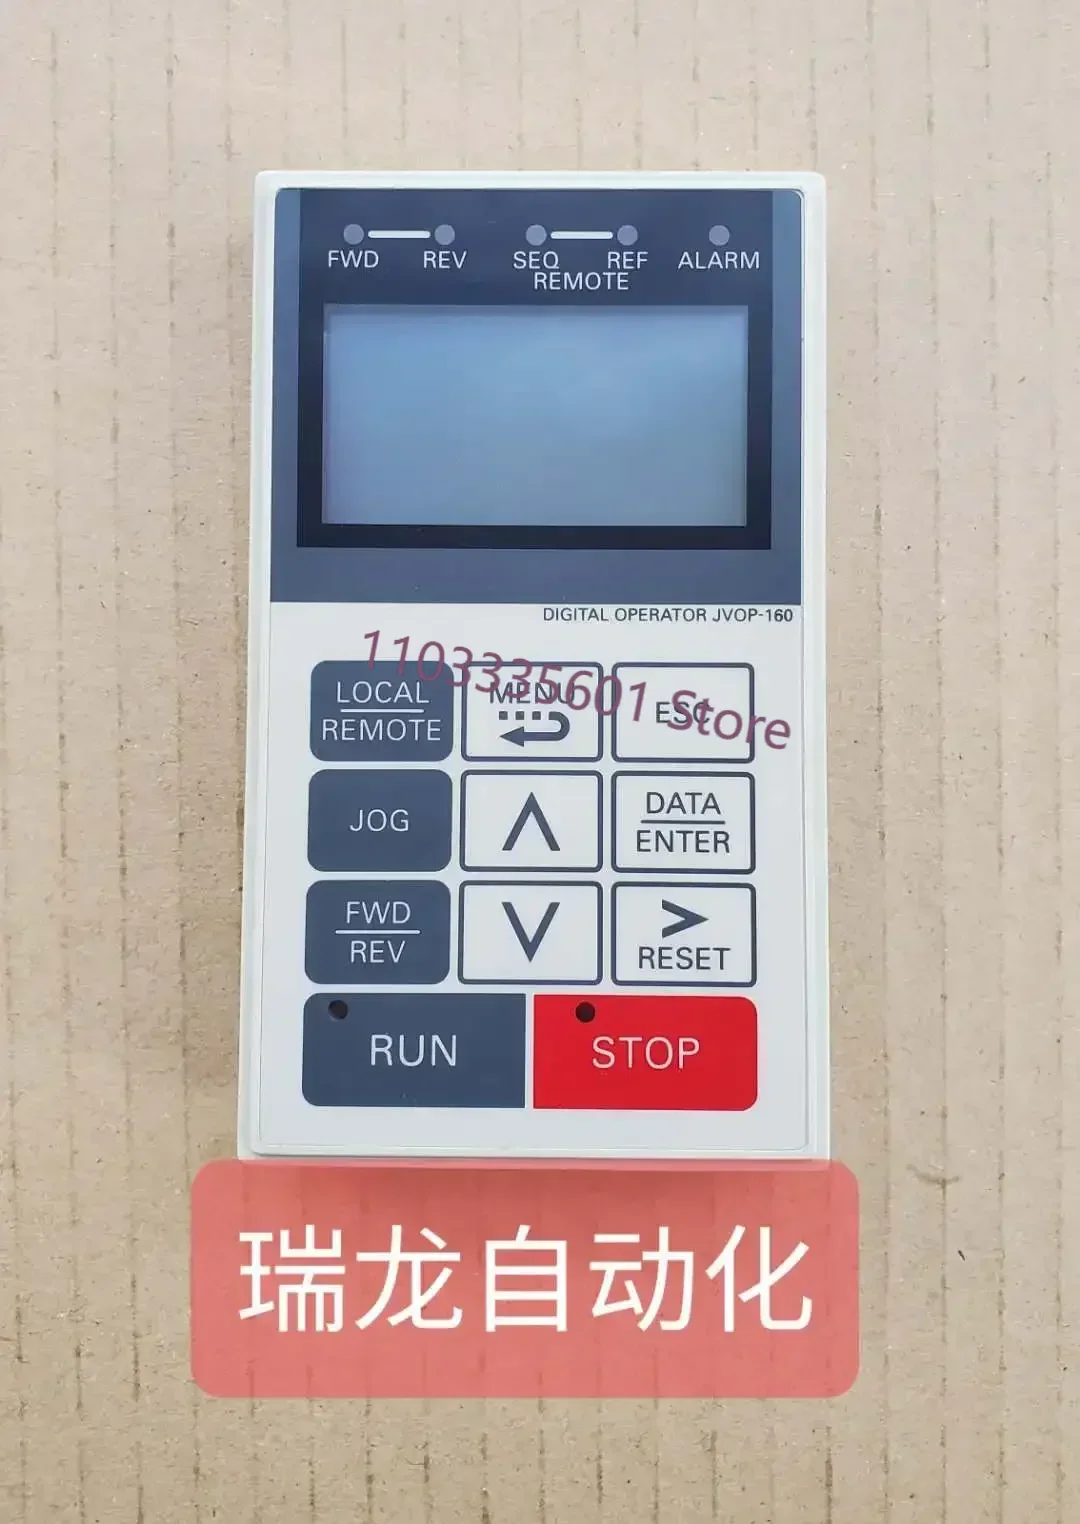 FWD REV SEQ REF ALARM
REMOTE
DIGITAL OPERATOR JVOP-160
1103335601 Store
LOCAL
REMOTE
MENU
ESC
JOG
∧
DATA
ENTER
FWD
REV
∨
>
RESET
RUN
STOP
瑞龙自动化